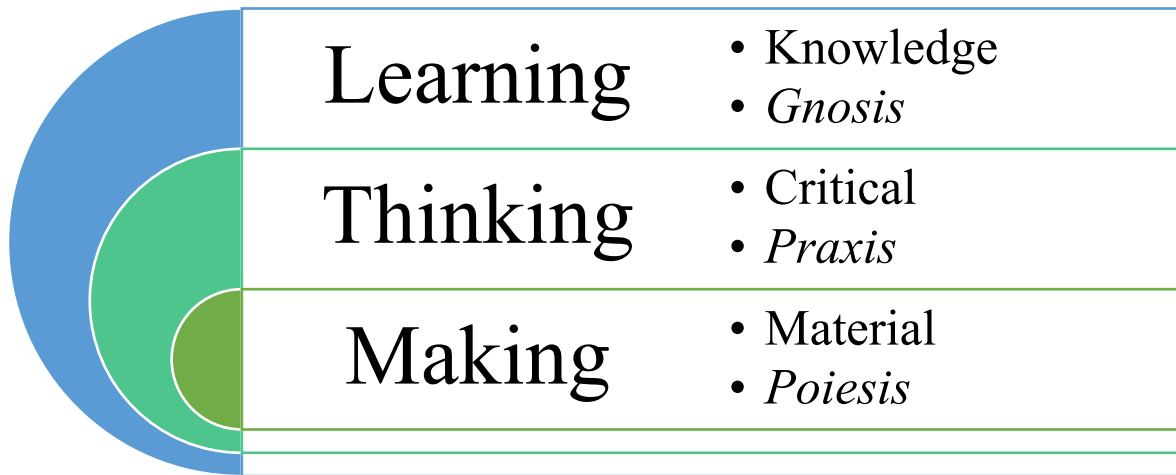 Learning
• Knowledge
• Gnosis
Thinking
• Critical
• Praxis
Making
• Material
• Poiesis